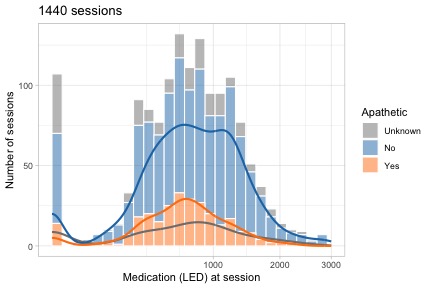 1440 sessions
Number of sessions
100
50
0
1000
2000
3000
Medication (LED) at session
Apathetic
Unknown
No
Yes